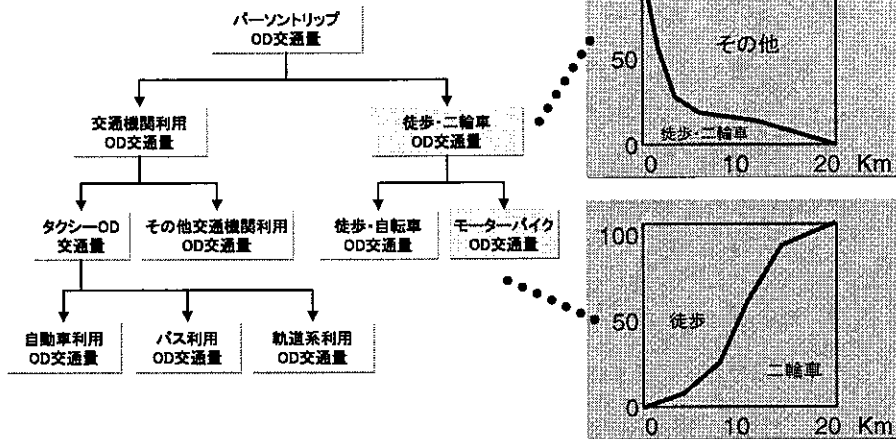 パーソントリップ
OD交通量
交通機関利用
OD交通量
徒歩・二輪車
OD交通量
タクシーOD
交通量
その他交通機関利用
OD交通量
徒歩・自転車
OD交通量
モーターバイク
OD交通量
自動車利用
OD交通量
バス利用
OD交通量
軌道系利用
OD交通量
50
その他
0
徒歩・二輪車
0 10 20 Km
100
50
徒歩
二輪車
0
0 10 20 Km